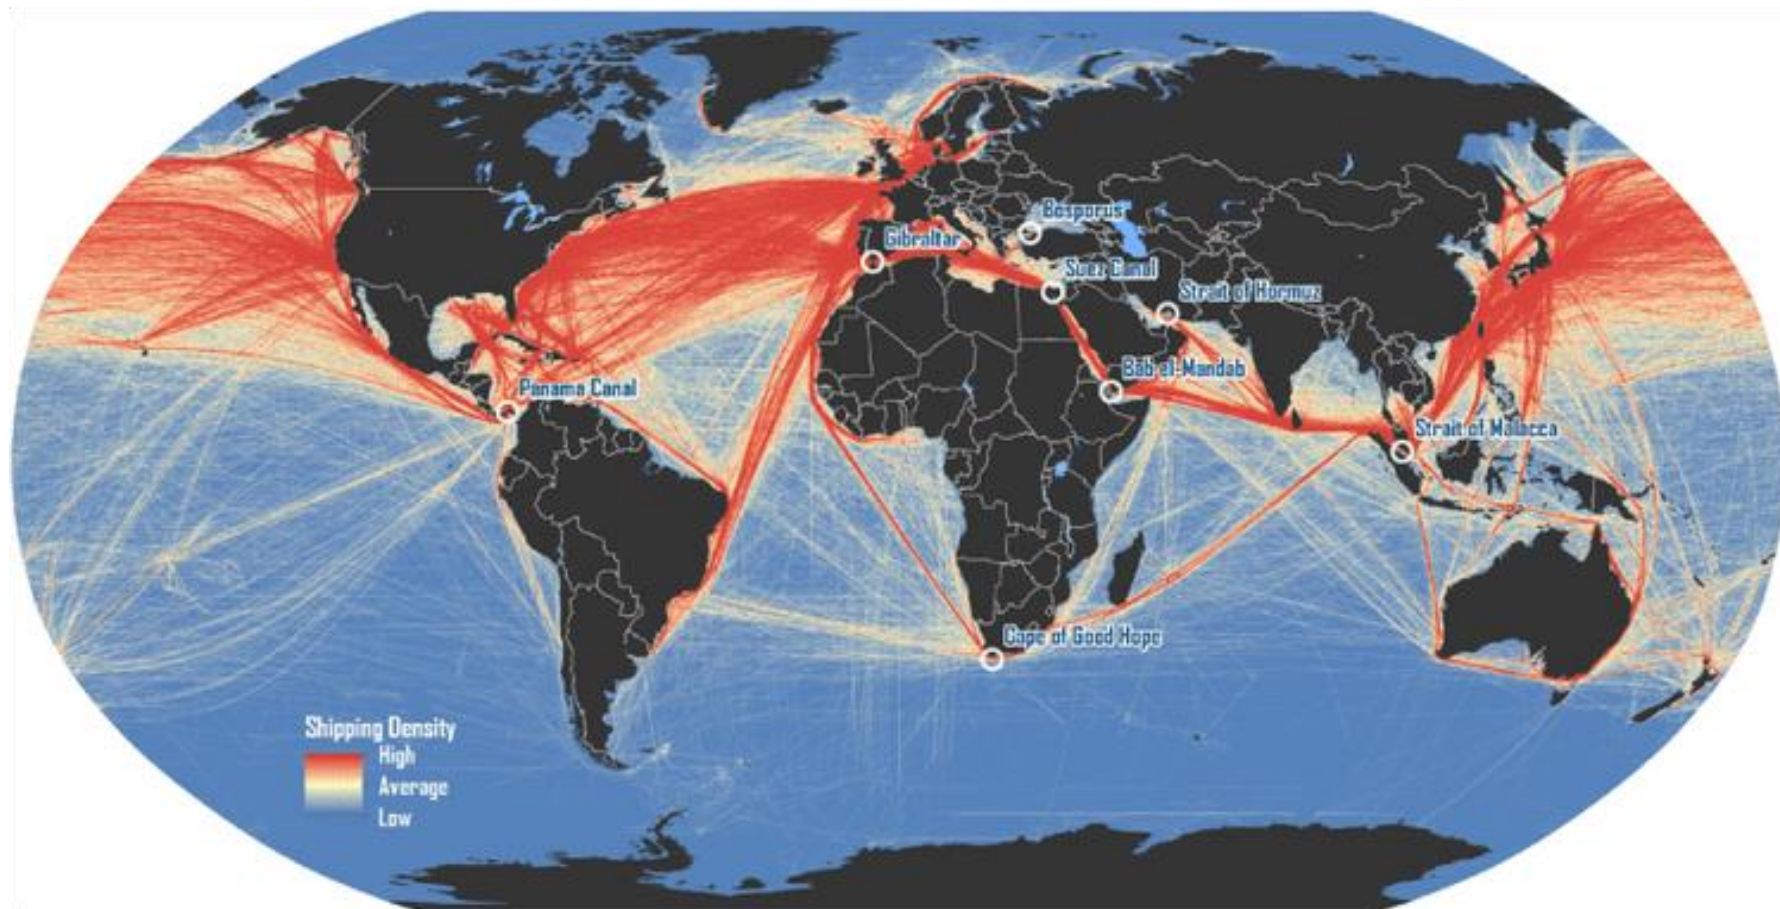 Bosporus
Gibraltar
Suez Canal
Strait of Hormuz
Panama Canal
Bab el-Mandab
Strait of Malacca
Cape of Good Hope
Shipping Density
High
Average
Low